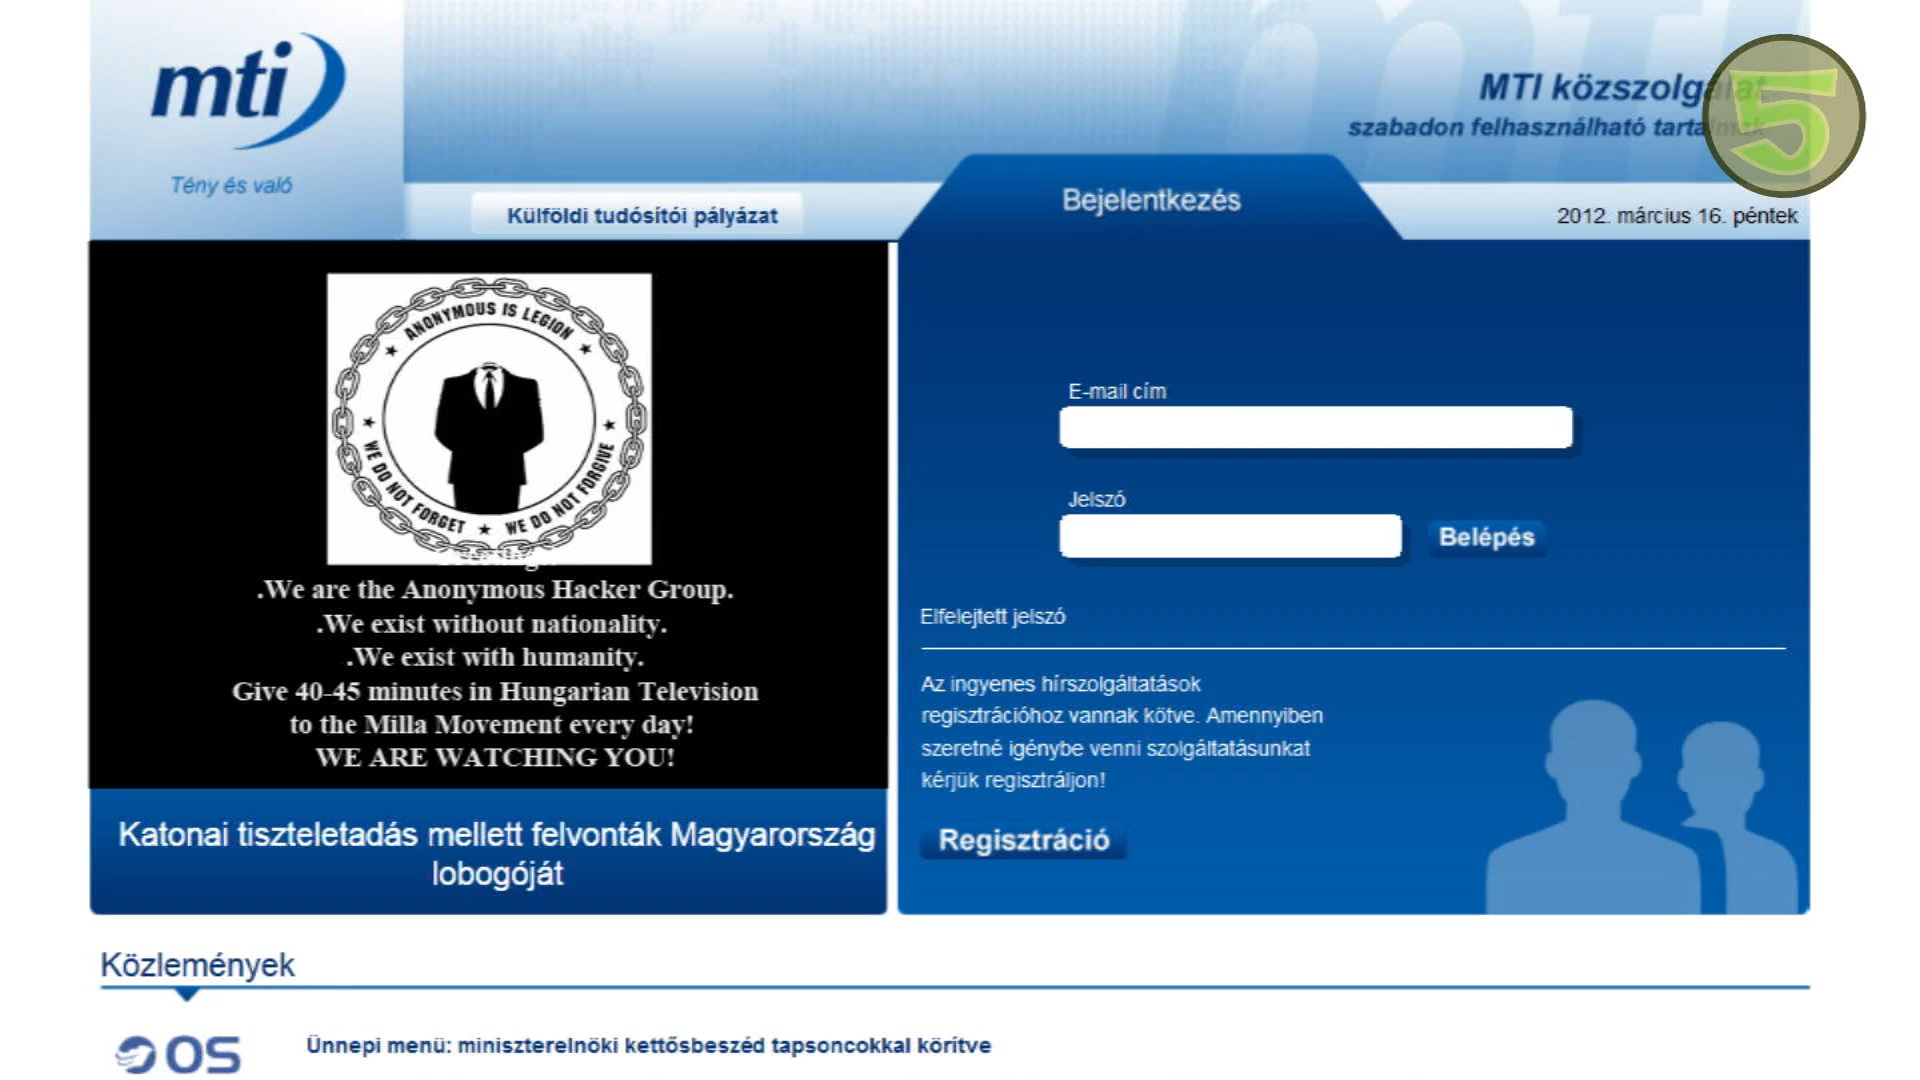 mti
Tény és való
MTI közszolgálat
szabadon felhasználható tartalmak
5
Külföldi tudósítói pályázat
Bejelentkezés
2012. március 16. péntek
ANONYMOUS IS LEGION
WE DO NOT FORGET ★ WE DO NOT FORGIVE
.We are the Anonymous Hacker Group.
.We exist without nationality.
.We exist with humanity.
Give 40-45 minutes in Hungarian Television
to the Milla Movement every day!
WE ARE WATCHING YOU!
Katonai tiszteletadás mellett felvonták Magyarország
lobogóját
E-mail cím
Jelszó
Belépés
Elfelejtett jelszó
Az ingyenes hírszolgáltatások
regisztrációhoz vannak kötve. Amennyiben
szeretné igénybe venni szolgáltatásunkat
kérjük regisztráljon!
Regisztráció
Közlemények
OS
Ünnepi menü: miniszterelnöki kettősbeszéd tapsoncokkal körítve